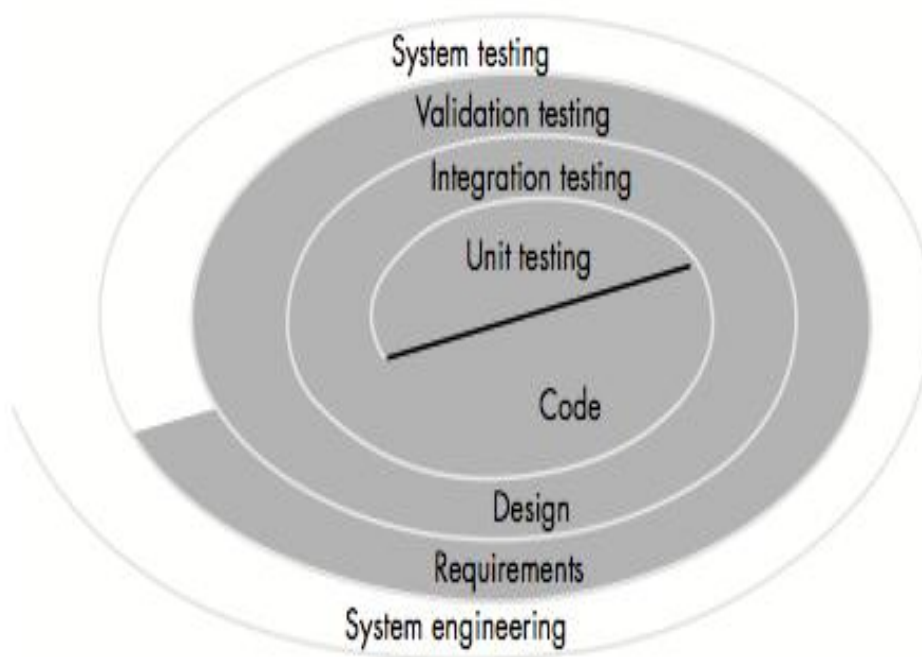 System testing
Validation testing
Integration testing
Unit testing
Code
Design
Requirements
System engineering